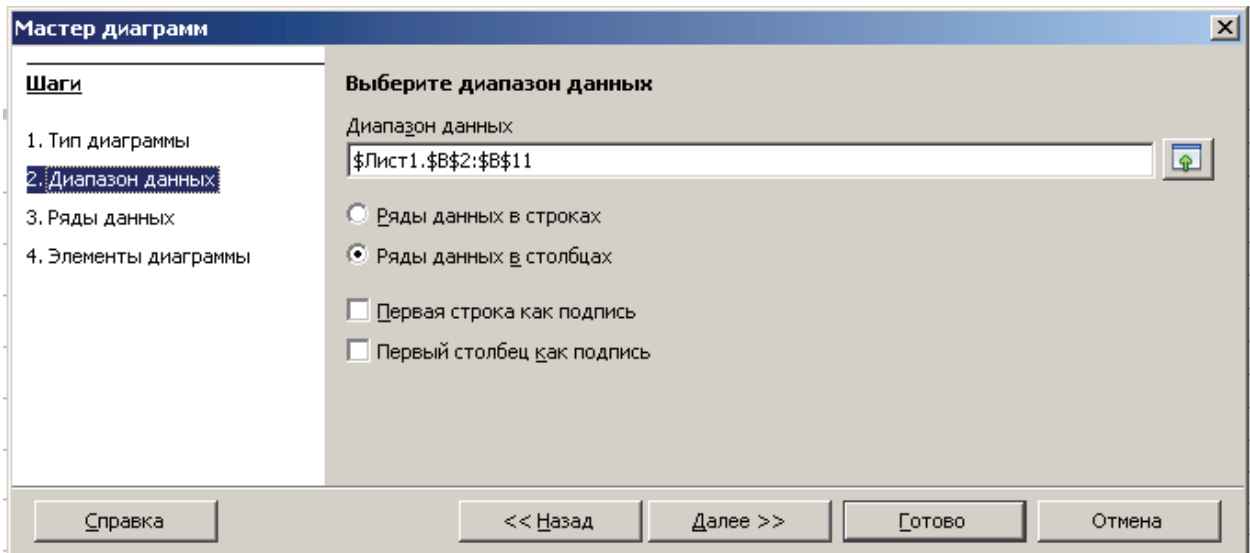 Мастер диаграмм
Шаги
1. Тип диаграммы
2. Диапазон данных
3. Ряды данных
4. Элементы диаграммы
Выберите диапазон данных
Диапазон данных
$Лист1.$B$2:$B$11
Ряды данных в строках
Ряды данных в столбцах
Первая строка как подпись
Первый столбец как подпись
Справка
<< Назад
Далее >>
Готово
Отмена